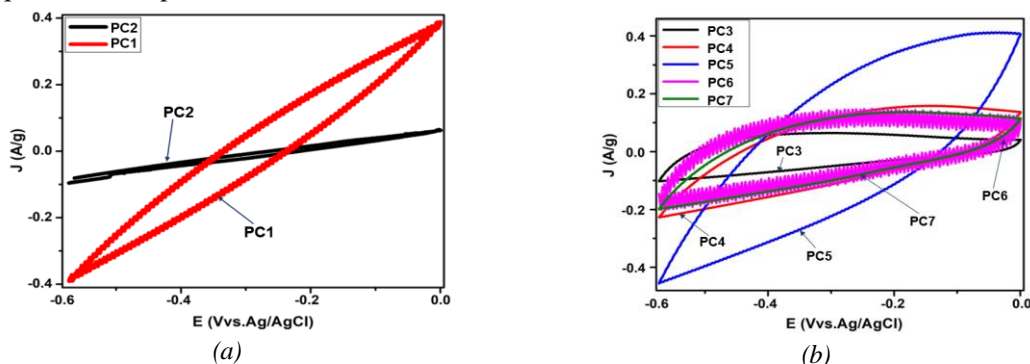 PC2
PC1
J (A/g)
0.4
0.2
0.0
-0.2
-0.4
PC2
PC1
-0.6
-0.4
-0.2
0.0
E (Vvs.Ag/AgCl)
(a)
PC3
PC4
PC5
PC6
PC7
J (A/g)
0.4
0.2
0.0
-0.2
-0.4
PC3
PC6
PC7
PC4
PC5
-0.6
-0.4
-0.2
0.0
E (Vvs.Ag/AgCl)
(b)